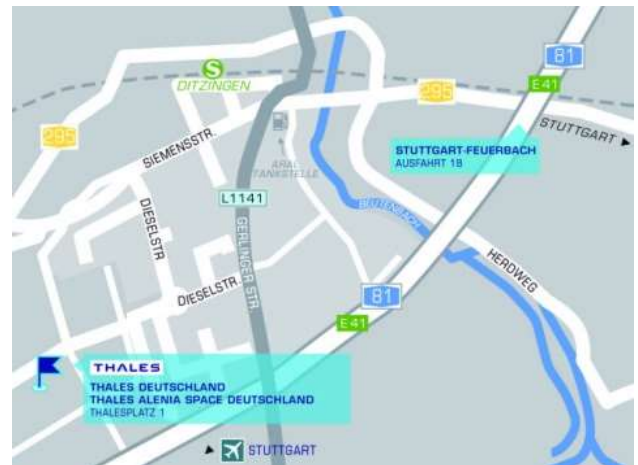 81
E41
S
DITZINGEN
295
295
STUTTGART
SIEMENSSTR.
STUTTGART-FEUERBACH
AUSFAHRT 18
ARAL
TANKSTELLE
L1141
DIESELSTR.
BEUTENBACH
GERLINGER STR.
HERDWEG
DIESELSTR.
81
E41
THALES
THALES DEUTSCHLAND
THALES ALENIA SPACE DEUTSCHLAND
THALESPLATZ 1
STUTTGART